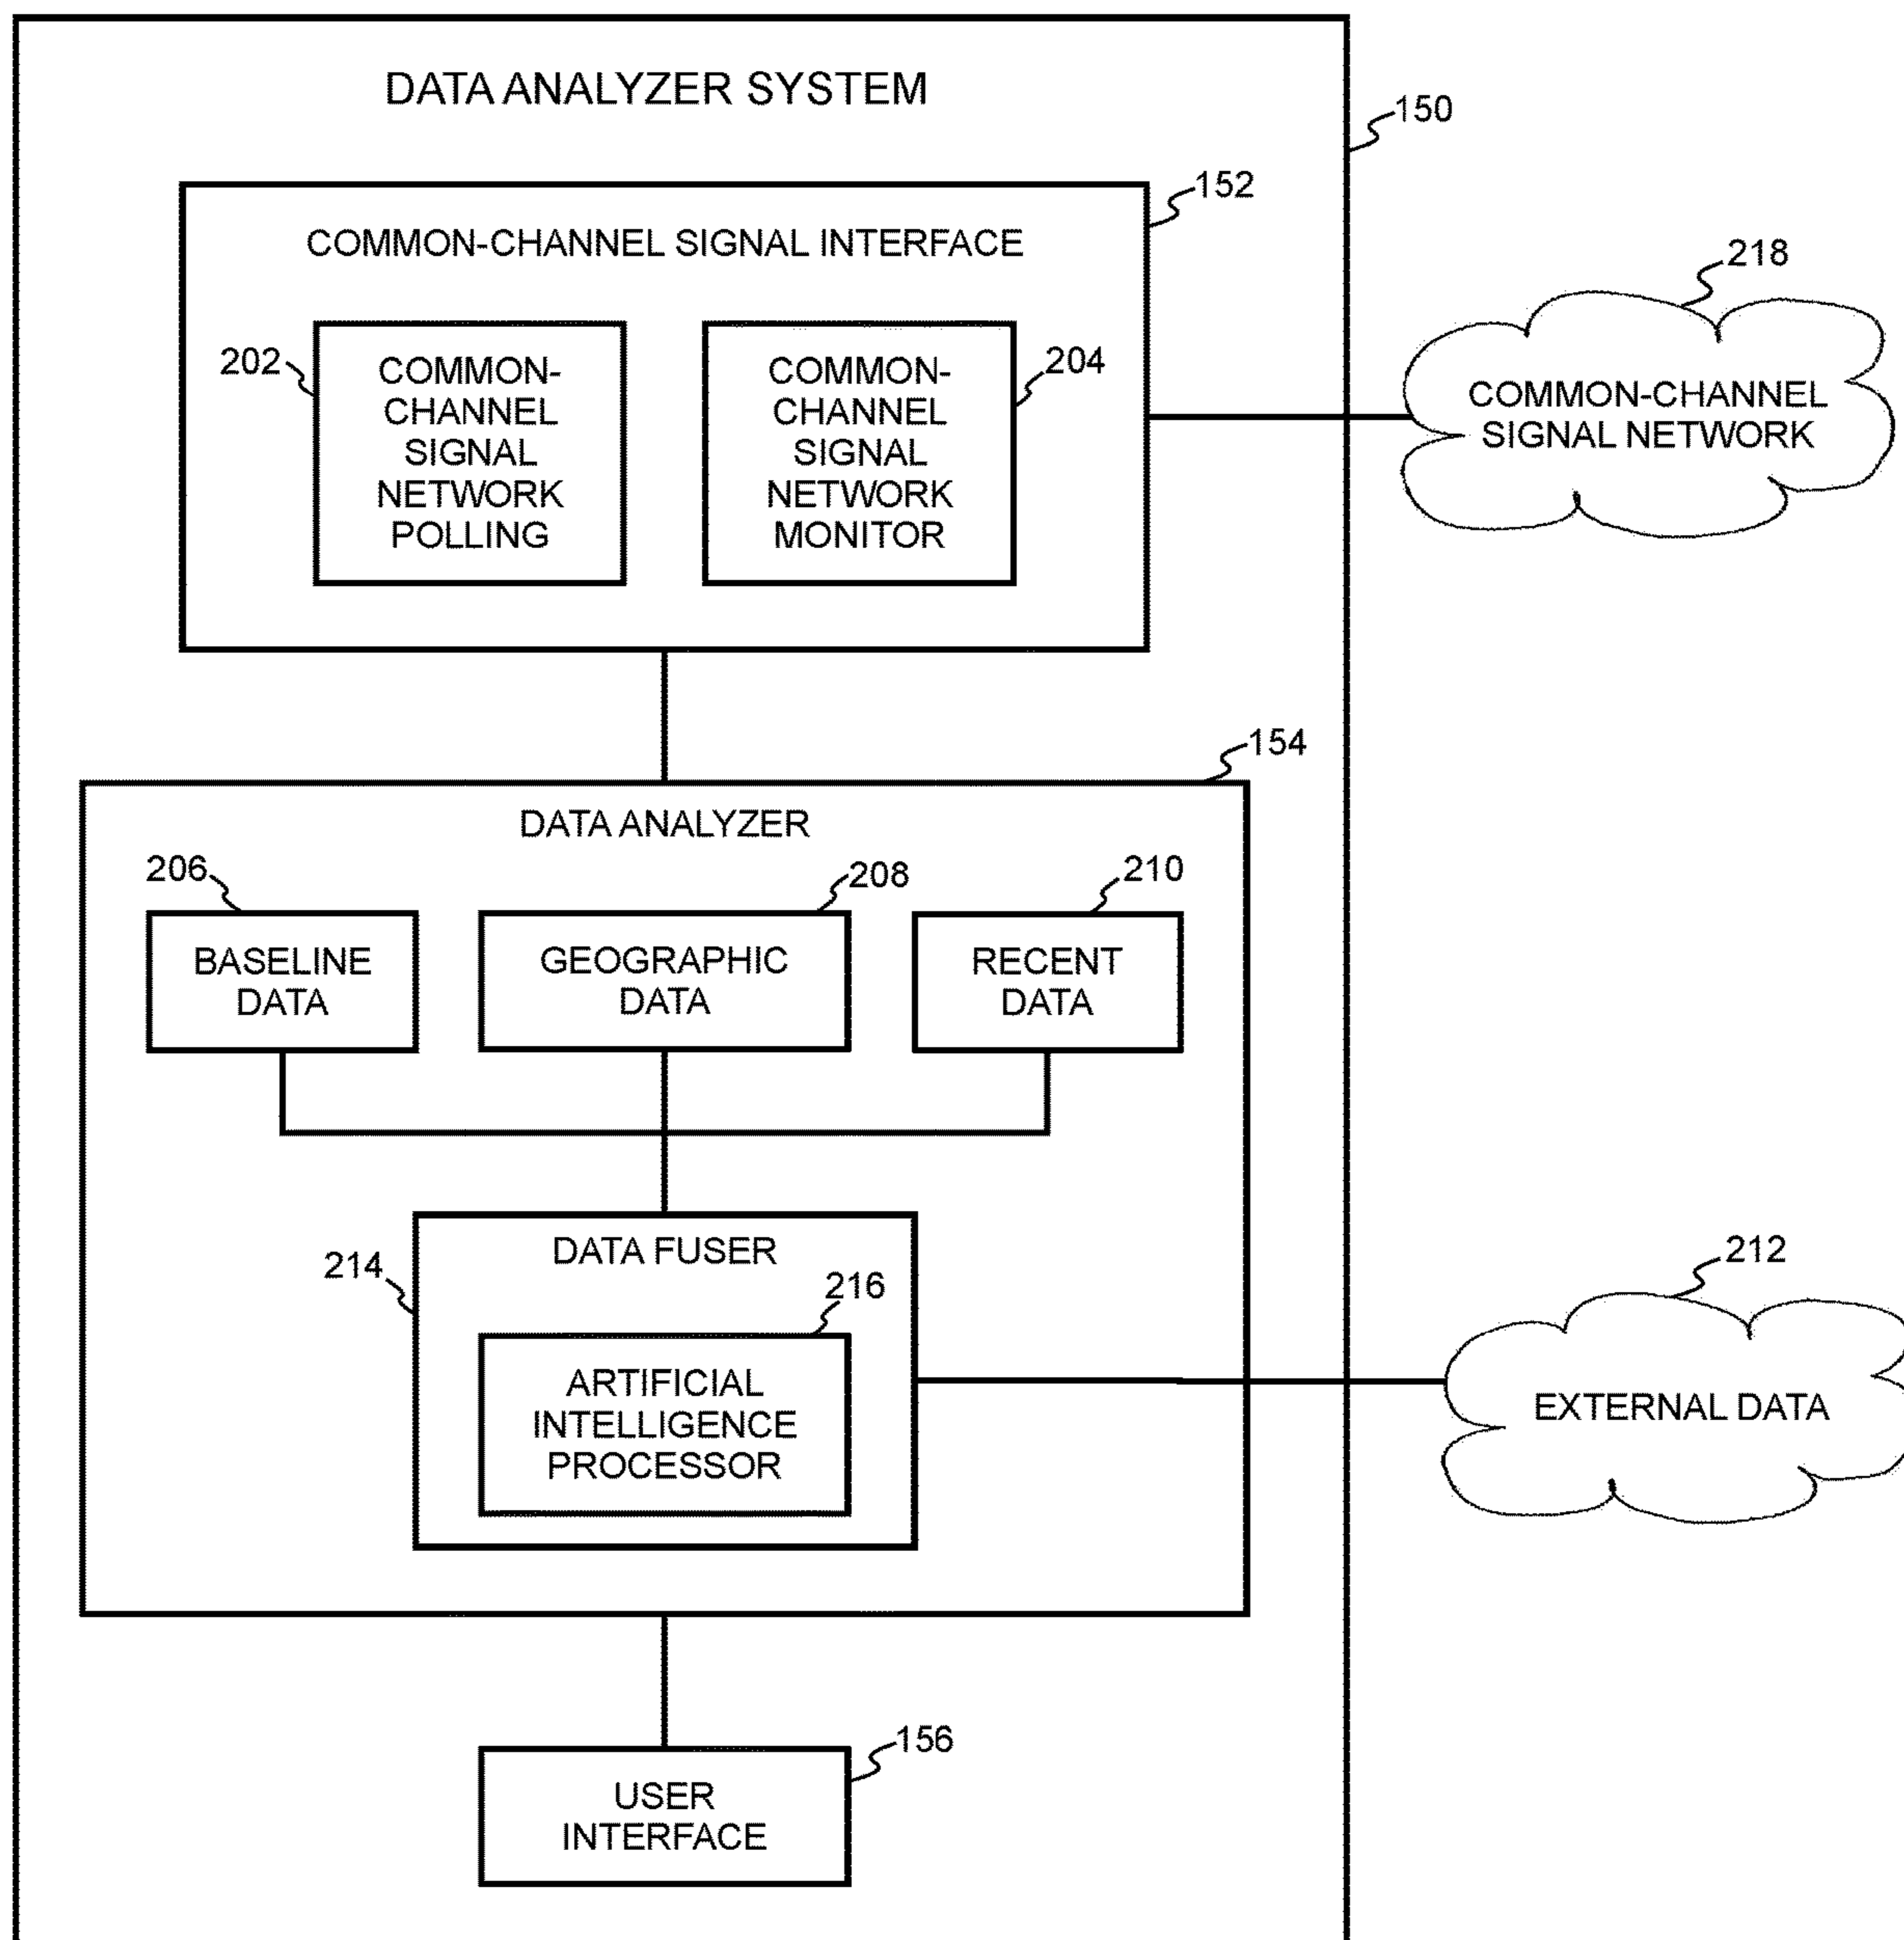 DATA ANALYZER SYSTEM
150
152
COMMON-CHANNEL SIGNAL INTERFACE
218
202
COMMON-
CHANNEL
SIGNAL
NETWORK
POLLING
COMMON-
CHANNEL
SIGNAL
NETWORK
MONITOR
204
COMMON-CHANNEL
SIGNAL NETWORK
154
DATA ANALYZER
206
208
210
BASELINE
DATA
GEOGRAPHIC
DATA
RECENT
DATA
214
DATA FUSER
216
212
ARTIFICIAL
INTELLIGENCE
PROCESSOR
EXTERNAL DATA
156
USER
INTERFACE